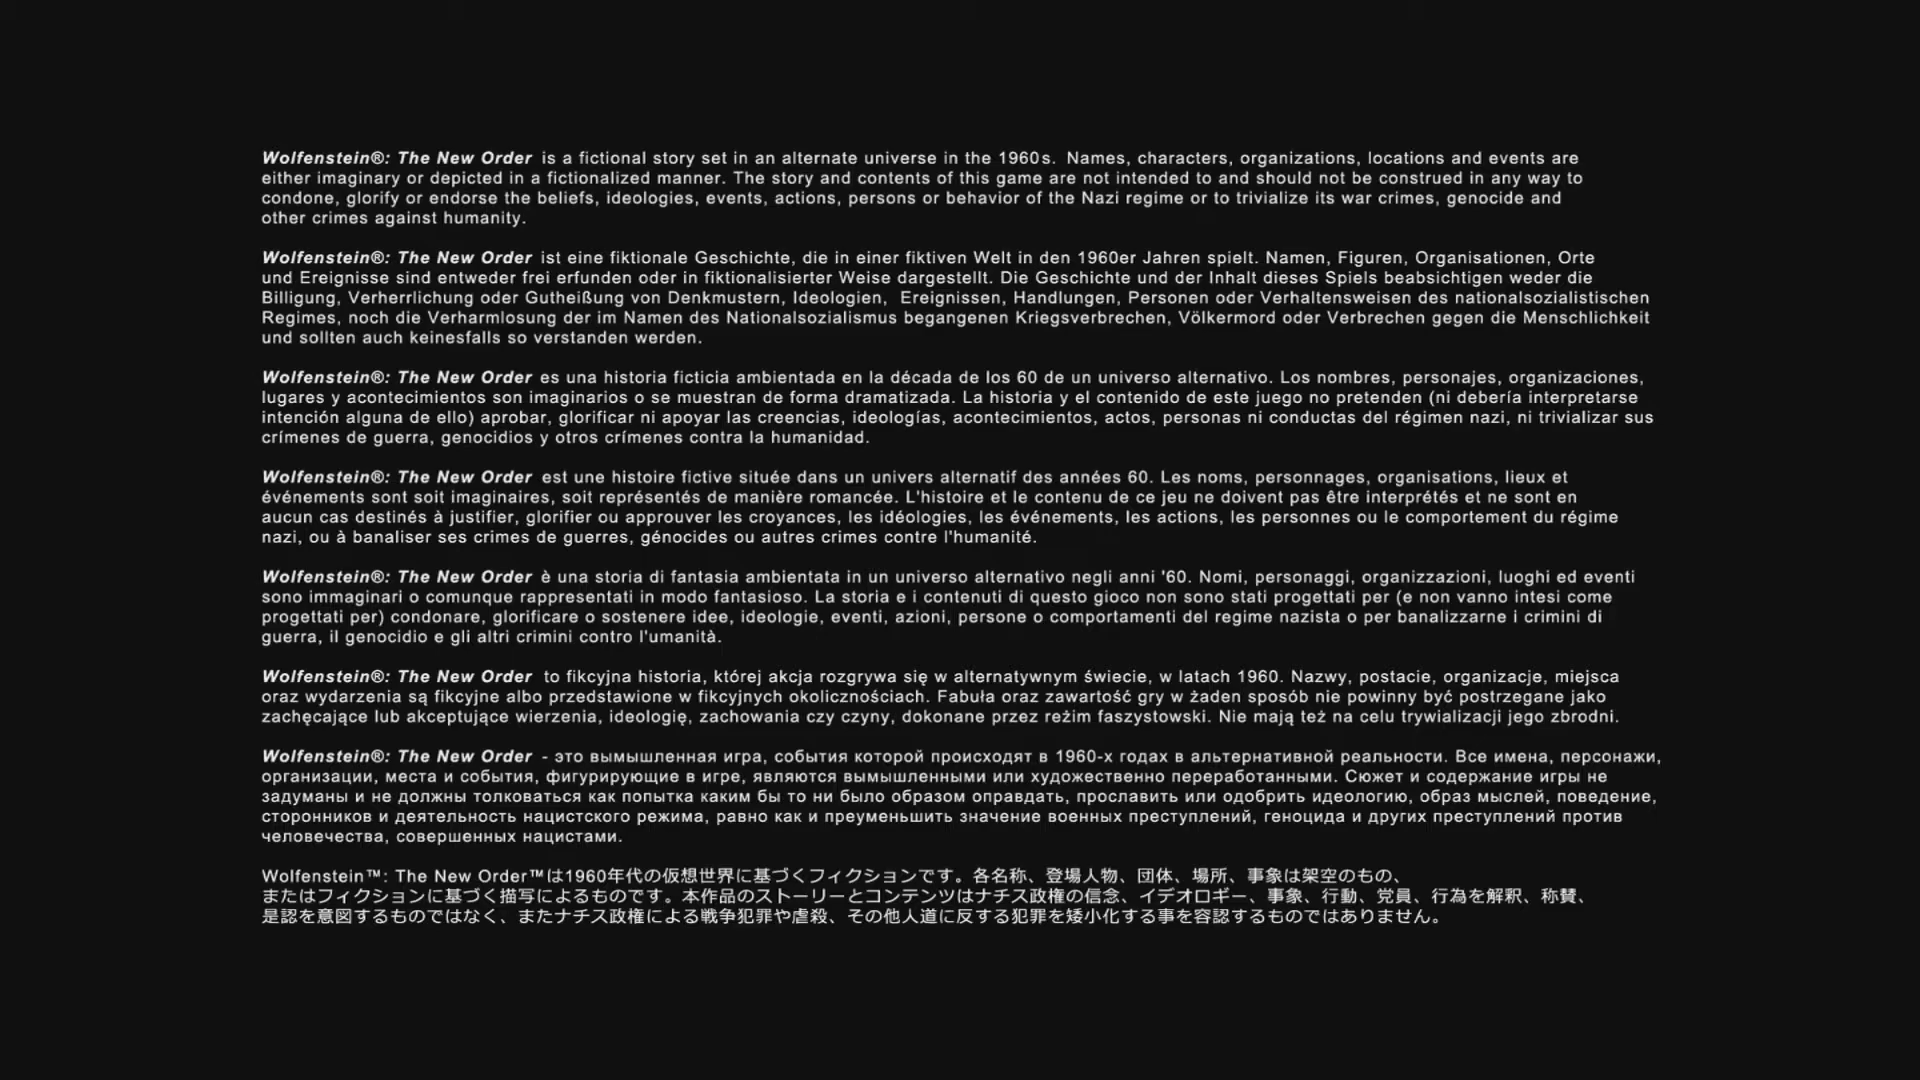 Wolfenstein®: The New Order is a fictional story set in an alternate universe in the 1960s. Names, characters, organizations, locations and events are
either imaginary or depicted in a fictionalized manner. The story and contents of this game are not intended to and should not be construed in any way to
condone, glorify or endorse the beliefs, ideologies, events, actions, persons or behavior of the Nazi regime or to trivialize its war crimes, genocide and
other crimes against humanity.
Wolfenstein®: The New Order ist eine fiktionale Geschichte, die in einer fiktiven Welt in den 1960er Jahren spielt. Namen, Figuren, Organisationen, Orte
und Ereignisse sind entweder frei erfunden oder in fiktionalisierter Weise dargestellt. Die Geschichte und der Inhalt dieses Spiels beabsichtigen weder die
Billigung, Verherrlichung oder Gutheißung von Denkmustern, Ideologien, Ereignissen, Handlungen, Personen oder Verhaltensweisen des nationalsozialistischen
Regimes, noch die Verharmlosung der im Namen des Nationalsozialismus begangenen Kriegsverbrechen, Völkermord oder Verbrechen gegen die Menschlichkeit
und sollten auch keinesfalls so verstanden werden.
Wolfenstein®: The New Order es una historia ficticia ambientada en la década de los 60 de un universo alternativo. Los nombres, personajes, organizaciones,
lugares y acontecimientos son imaginarios o se muestran de forma dramatizada. La historia y el contenido de este juego no pretenden (ni debería interpretarse
intención alguna de ello) aprobar, glorificar ni apoyar las creencias, ideologías, acontecimientos, actos, personas ni conductas del régimen nazi, ni trivializar sus
crímenes de guerra, genocidios y otros crímenes contra la humanidad.
Wolfenstein®: The New Order est une histoire fictive située dans un univers alternatif des années 60. Les noms, personnages, organisations, lieux et
événements sont soit imaginaires, soit représentés de manière romancée. L'histoire et le contenu de ce jeu ne doivent pas être interprétés et ne sont en
aucun cas destinés à justifier, glorifier ou approuver les croyances, les idéologies, les événements, les actions, les personnes ou le comportement du régime
nazi, ou à banaliser ses crimes de guerres, génocides ou autres crimes contre l'humanité.
Wolfenstein®: The New Order è una storia di fantasia ambientata in un universo alternativo negli anni '60. Nomi, personaggi, organizzazioni, luoghi ed eventi
sono immaginari o comunque rappresentati in modo fantasioso. La storia e i contenuti di questo gioco non sono stati progettati per (e non vanno intesi come
progettati per) condonare, glorificare o sostenere idee, ideologie, eventi, azioni, persone o comportamenti del regime nazista o per banalizzarne i crimini di
guerra, il genocidio e gli altri crimini contro l'umanità.
Wolfenstein®: The New Order to fikcyjna historia, której akcja rozgrywa się w alternatywnym świecie, w latach 1960. Nazwy, postacie, organizacje, miejsca
oraz wydarzenia są fikcyjne albo przedstawione w fikcyjnych okolicznościach. Fabuła oraz zawartość gry w żaden sposób nie powinny być postrzegane jako
zachęcające lub akceptujące wierzenia, ideologię, zachowania czy czyny, dokonane przez reżim faszystowski. Nie mają też na celu trywializacji jego zbrodni.
Wolfenstein®: The New Order - это вымышленная игра, события которой происходят в 1960-х годах в альтернативной реальности. Все имена, персонажи,
организации, места и события, фигурирующие в игре, являются вымышленными или художественно переработанными. Сюжет и содержание игры не
задуманы и не должны толковаться как попытка каким бы то ни было образом оправдать, прославить или одобрить идеологию, образ мыслей, поведение,
сторонников и деятельность нацистского режима, равно как и преуменьшить значение военных преступлений, геноцида и других преступлений против
человечества, совершенных нацистами.
Wolfenstein™: The New Order™は1960年代の仮想世界に基づくフィクションです。各名称、登場人物、団体、場所、事象は架空のもの、
またはフィクションに基づく描写によるものです。本作品のストーリーとコンテンツはナチス政権の信念、イデオロギー、事象、行動、党員、行為を解釈、称賛、
是認を意図するものではなく、またナチス政権による戦争犯罪や虐殺、その他人道に反する犯罪を矮小化する事を容認するものではありません。